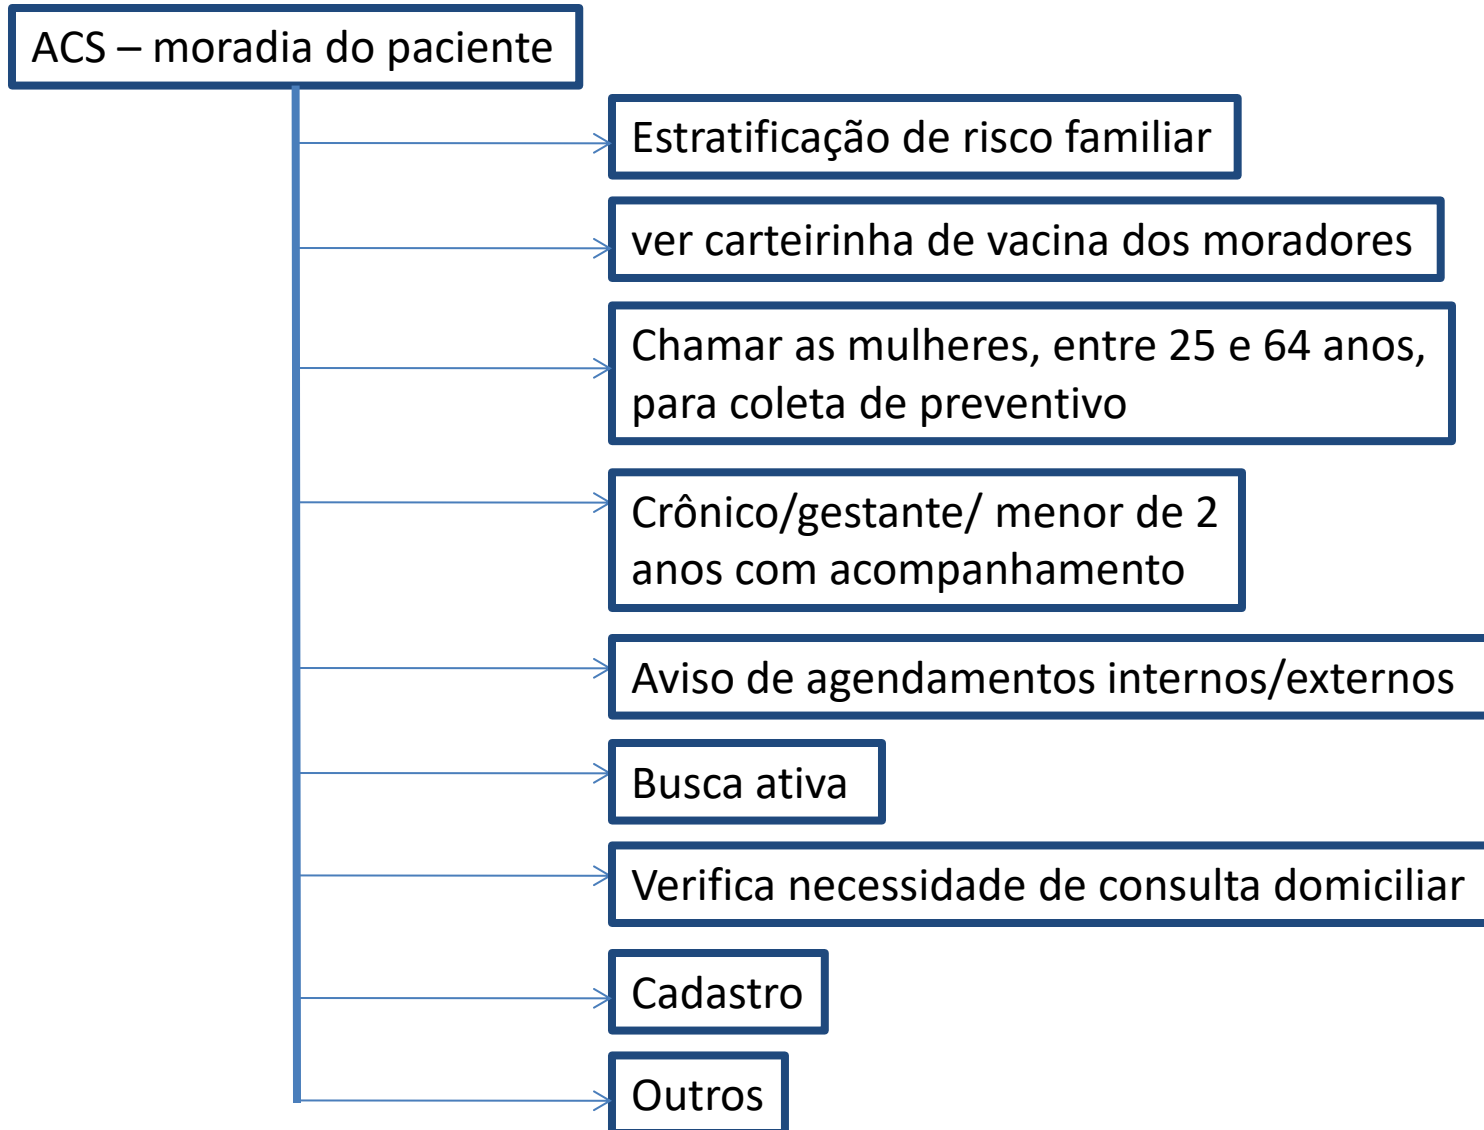 ACS – moradia do paciente
Estratificação de risco familiar
ver carteirinha de vacina dos moradores
Chamar as mulheres, entre 25 e 64 anos,
para coleta de preventivo
Crônico/gestante/ menor de 2
anos com acompanhamento
Aviso de agendamentos internos/externos
Busca ativa
Verifica necessidade de consulta domiciliar
Cadastro
Outros